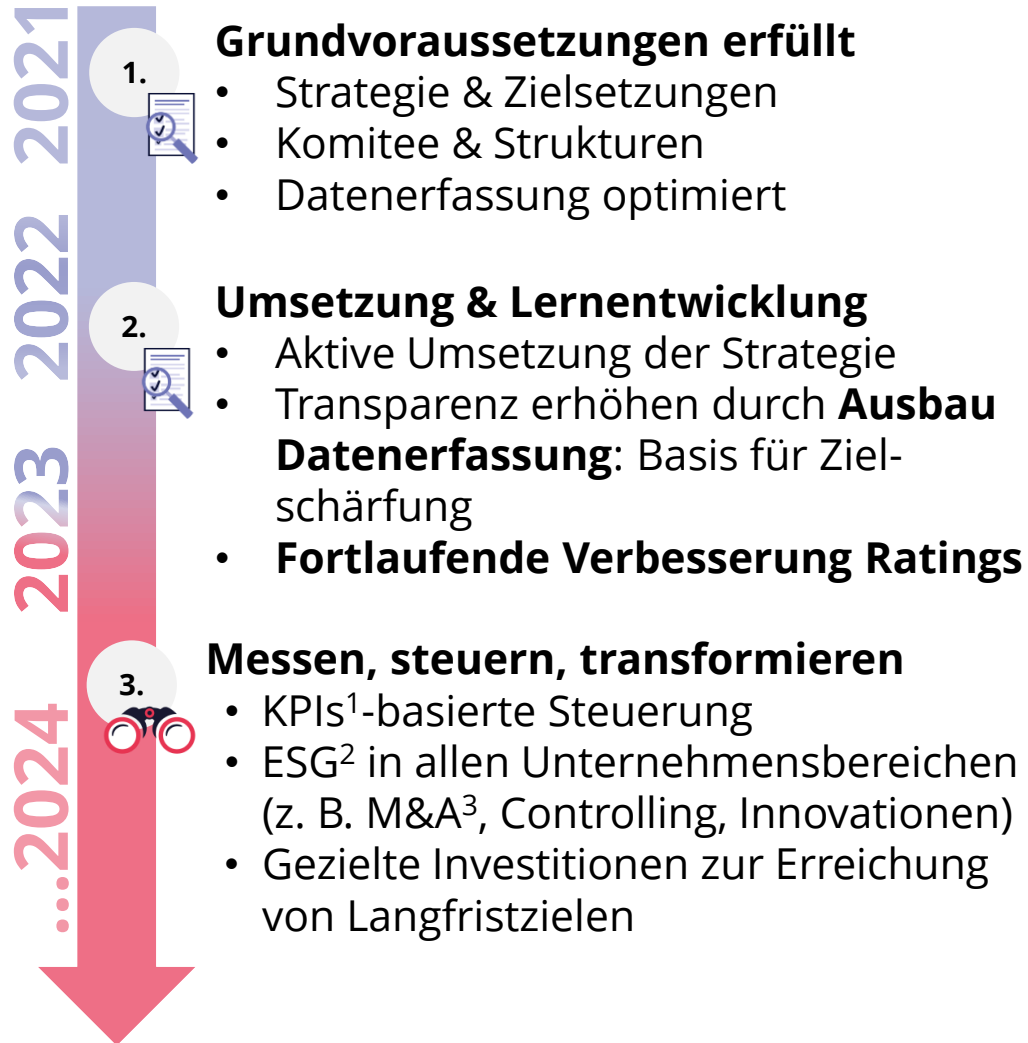 2021
1.
Grundvoraussetzungen erfüllt
• Strategie & Zielsetzungen
• Komitee & Strukturen
• Datenerfassung optimiert
2022
2.
Umsetzung & Lernentwicklung
• Aktive Umsetzung der Strategie
• Transparenz erhöhen durch Ausbau
Datenerfassung: Basis für Ziel-
schärfung
• Fortlaufende Verbesserung Ratings
2023
3.
Messen, steuern, transformieren
• KPIs¹-basierte Steuerung
• ESG² in allen Unternehmensbereichen
(z. B. M&A³, Controlling, Innovationen)
• Gezielte Investitionen zur Erreichung
von Langfristzielen
...2024